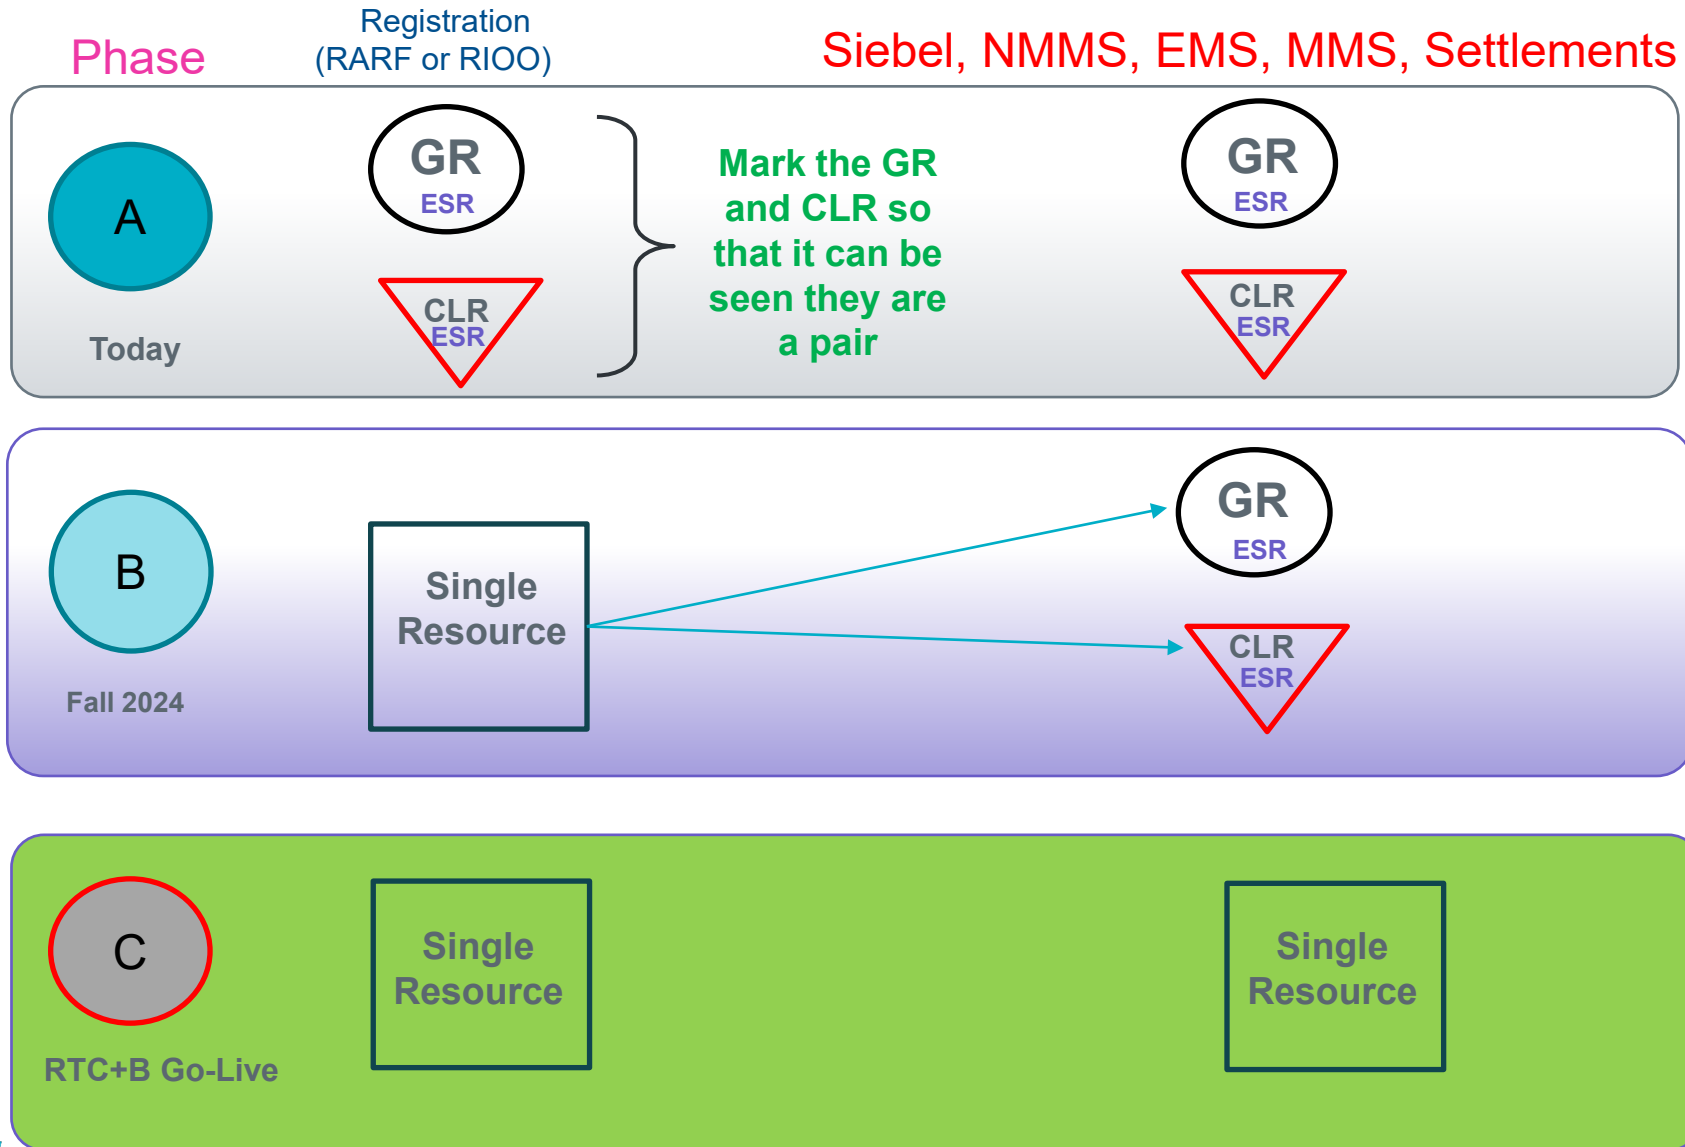 Phase
Registration
(RARF or RIOO)
Siebel, NMMS, EMS, MMS, Settlements
A
Today
GR
ESR
CLR
ESR
Mark the GR
and CLR so
that it can be
seen they are
a pair
GR
ESR
CLR
ESR
B
Fall 2024
Single
Resource
GR
ESR
CLR
ESR
C
RTC+B Go-Live
Single
Resource
Single
Resource